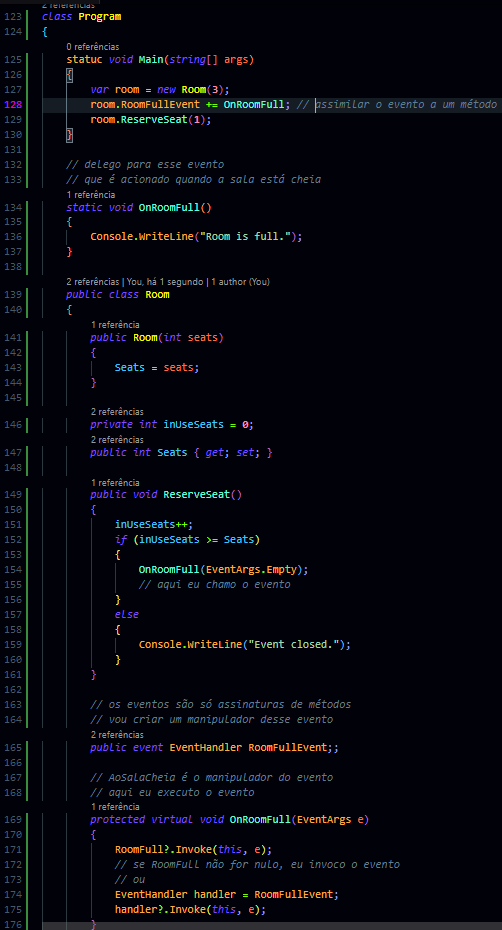 2 referências
123 class Program
124 {
0 referências
125 statuc void Main(string[] args)
126 {
127 var room = new Room(3);
128 room.RoomFullEvent += OnRoomFull; // assimilar o evento a um método
129 room.ReserveSeat(1);
130 }
131
132 // delego para esse evento
133 // que é acionado quando a sala está cheia
1 referência
134 static void OnRoomFull()
135 {
136 Console.WriteLine("Room is full.");
137 }
138
2 referências | You, há 1 segundo | 1 author (You)
139 public class Room
140 {
1 referência
141 public Room(int seats)
142 {
143 Seats = seats;
144 }
145
2 referências
146 private int inUseSeats = 0;
2 referências
147 public int Seats { get; set; }
148
1 referência
149 public void ReserveSeat()
150 {
151 inUseSeats++;
152 if (inUseSeats >= Seats)
153 {
154 OnRoomFull(EventArgs.Empty);
155 // aqui eu chamo o evento
156 }
157 else
158 {
159 Console.WriteLine("Event closed.");
160 }
161 }
162
163 // os eventos são só assinaturas de métodos
164 // vou criar um manipulador desse evento
2 referências
165 public event EventHandler RoomFullEvent;;
166
167 // AoSaLaCheia é o manipulador do evento
168 // aqui eu executo o evento
1 referência
169 protected virtual void OnRoomFull(EventArgs e)
170 {
171 RoomFull?.Invoke(this, e);
172 // se RoomFull não for nulo, eu invoco o evento
173 // ou
174 EventHandler handler = RoomFullEvent;
175 handler?.Invoke(this, e);
176 }